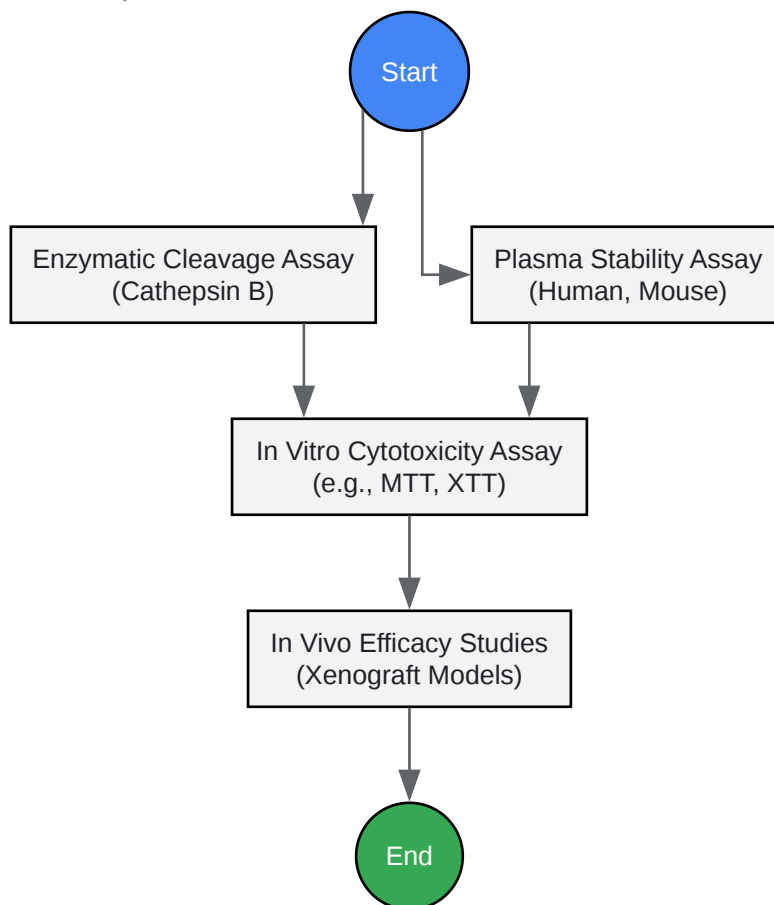 Start
Enzymatic Cleavage Assay
(Cathepsin B)
Plasma Stability Assay
(Human, Mouse)
In Vitro Cytotoxicity Assay
(e.g., MTT, XTT)
In Vivo Efficacy Studies
(Xenograft Models)
End